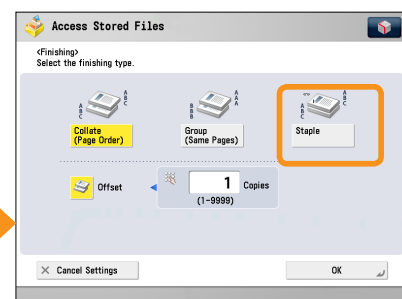 Access Stored Files
<Finishing>
Select the finishing type.
A B C
A B C
B B B
A A A
A B C
A B C
Collate
(Page Order)
Group
(Same Pages)
Staple
Offset
1 Copies
(1-9999)
Cancel Settings
OK